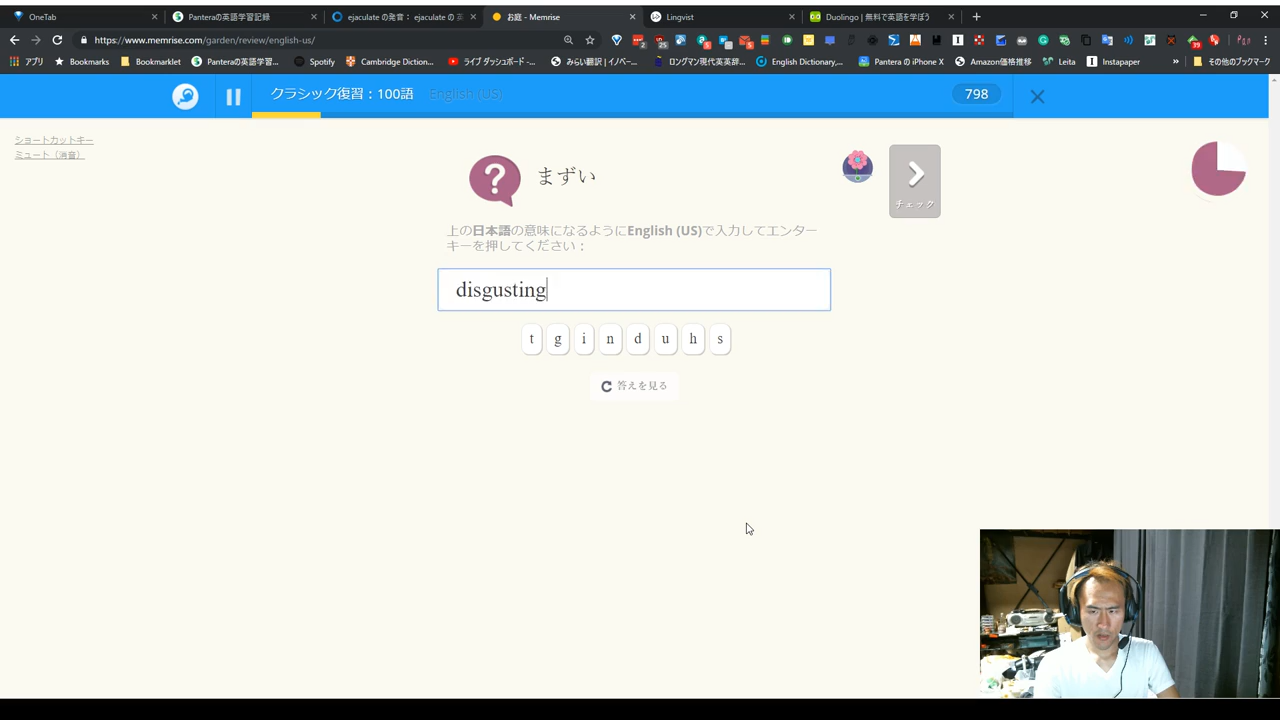 OneTab
Panteraの英語学習記録
ejaculate の発音： ejaculate の 英
お庭 - Memrise
Lingvist
Duolingo | 無料で英語を学ぼう
https://www.memrise.com/garden/review/english-us/
アプリ
Bookmarks
Bookmarklet
Panteraの英語学習...
Spotify
Cambridge Diction...
ライブ ダッシュボード -...
みらい翻訳 | イノベー...
ロングマン現代英英辞...
English Dictionary,...
Pantera の iPhone X
Amazon価格推移
Leita
Instapaper
»
その他のブックマーク
クラシック復習：100語
English (US)
798
ショートカットキー
ミュート（消音）
まずい
チェック
上の日本語の意味になるようにEnglish (US)で入力してエンター
キーを押してください：
disgusting
t g i n d u h s
答えを見る